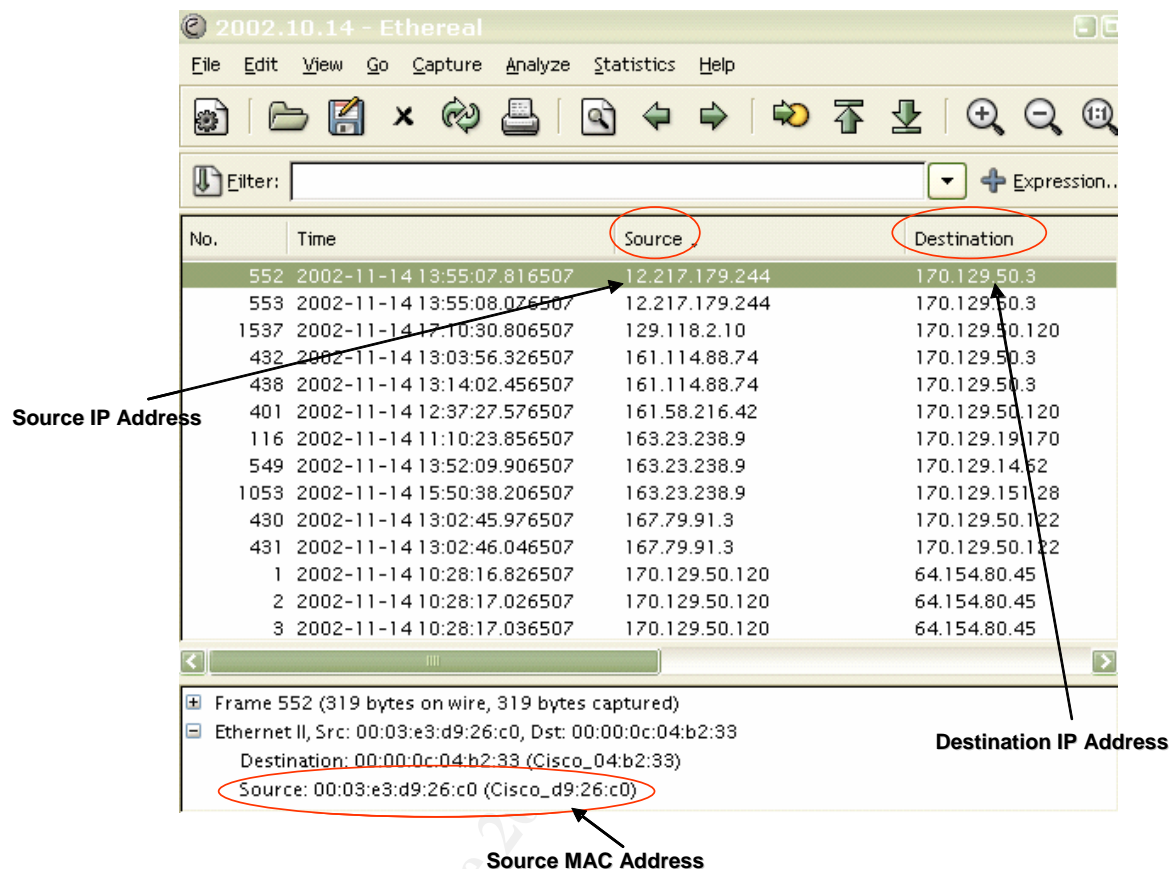 2002.10.14 - Ethereal
File Edit View Go Capture Analyze Statistics Help
1:1
Filter: Expression..
No. Time Source Destination
552 2002-11-14 13:55:07.816507 12.217.179.244 170.129.50.3
553 2002-11-14 13:55:08.076507 12.217.179.244 170.129.50.3
1537 2002-11-14 17:10:30.806507 129.118.2.10 170.129.50.120
432 2002-11-14 13:03:56.326507 161.114.88.74 170.129.50.3
438 2002-11-14 13:14:02.456507 161.114.88.74 170.129.50.3
Source IP Address
401 2002-11-14 12:37:27.576507 161.58.216.42 170.129.50.120
116 2002-11-14 11:10:23.856507 163.23.238.9 170.129.19.170
549 2002-11-14 13:52:09.906507 163.23.238.9 170.129.14.62
1053 2002-11-14 15:50:38.206507 163.23.238.9 170.129.151.28
430 2002-11-14 13:02:45.976507 167.79.91.3 170.129.50.122
431 2002-11-14 13:02:46.046507 167.79.91.3 170.129.50.122
1 2002-11-14 10:28:16.826507 170.129.50.120 64.154.80.45
2 2002-11-14 10:28:17.026507 170.129.50.120 64.154.80.45
3 2002-11-14 10:28:17.036507 170.129.50.120 64.154.80.45
Frame 552 (319 bytes on wire, 319 bytes captured)
Ethernet II, Src: 00:03:e3:d9:26:c0, Dst: 00:00:0c:04:b2:33
Destination IP Address
Destination: 00:00:0c:04:b2:33 (Cisco_04:b2:33)
Source: 00:03:e3:d9:26:c0 (Cisco_d9:26:c0)
Source MAC Address